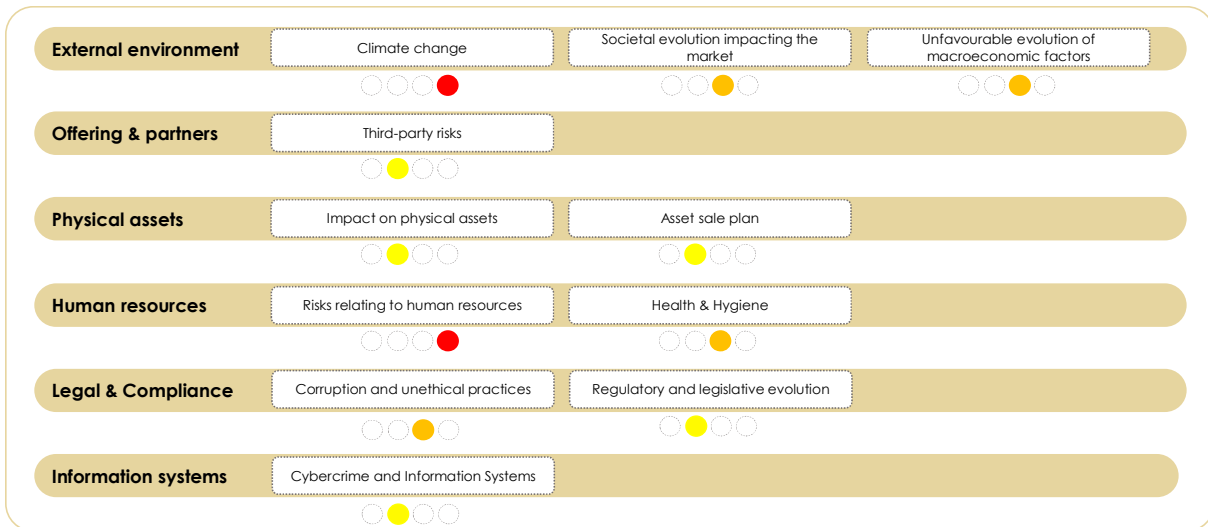 External environment
Climate change
Societal evolution impacting the
market
Unfavourable evolution of
macroeconomic factors
Offering & partners
Third-party risks
Physical assets
Impact on physical assets
Asset sale plan
Human resources
Risks relating to human resources
Health & Hygiene
Legal & Compliance
Corruption and unethical practices
Regulatory and legislative evolution
Information systems
Cybercrime and Information Systems